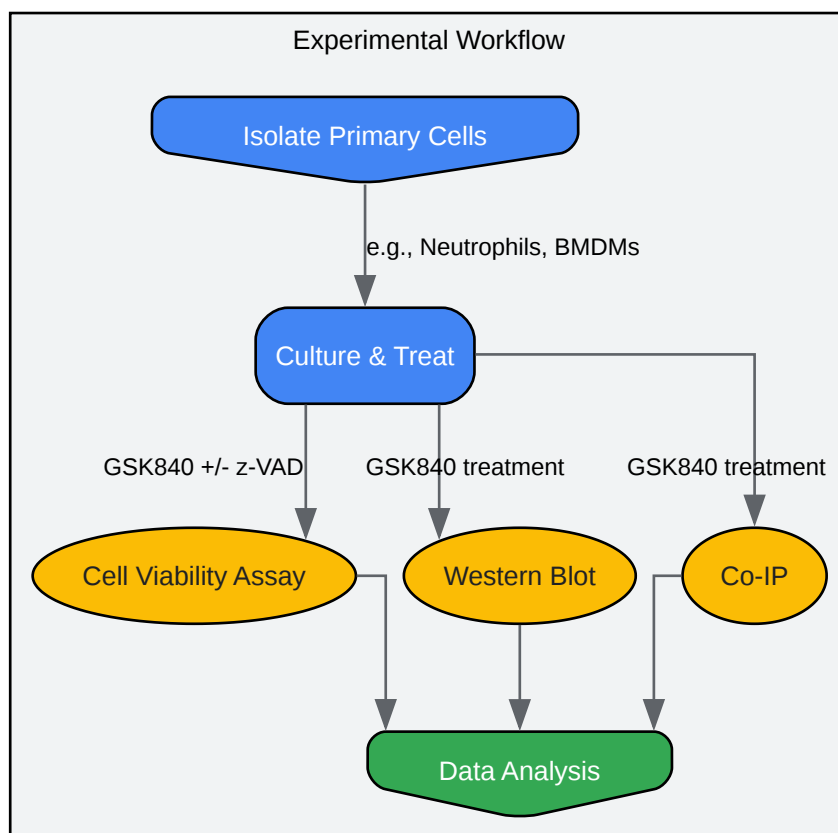 Experimental Workflow
Isolate Primary Cells
e.g., Neutrophils, BMDMs
Culture & Treat
GSK840 +/- z-VAD
GSK840 treatment
GSK840 treatment
Cell Viability Assay
Western Blot
Co-IP
Data Analysis